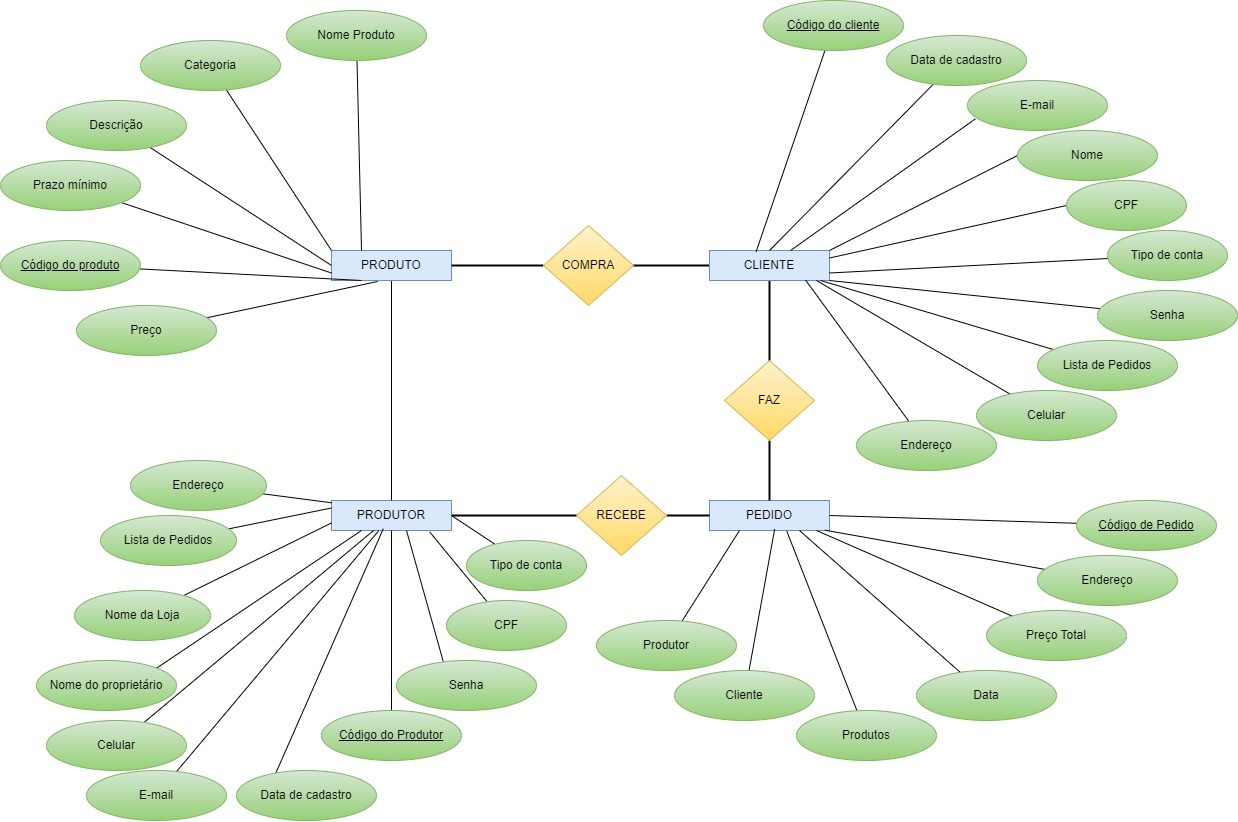 Código do cliente
Nome Produto
Data de cadastro
Categoria
E-mail
Descrição
Nome
Prazo mínimo
CPF
Tipo de conta
Código do produto
PRODUTO
COMPRA
CLIENTE
Senha
Preço
Lista de Pedidos
FAZ
Celular
Endereço
Endereço
PRODUTOR
RECEBE
PEDIDO
Código de Pedido
Lista de Pedidos
Tipo de conta
Endereço
Nome da Loja
CPF
Preço Total
Produtor
Nome do proprietário
Senha
Cliente
Data
Celular
Código do Produtor
Produtos
E-mail
Data de cadastro